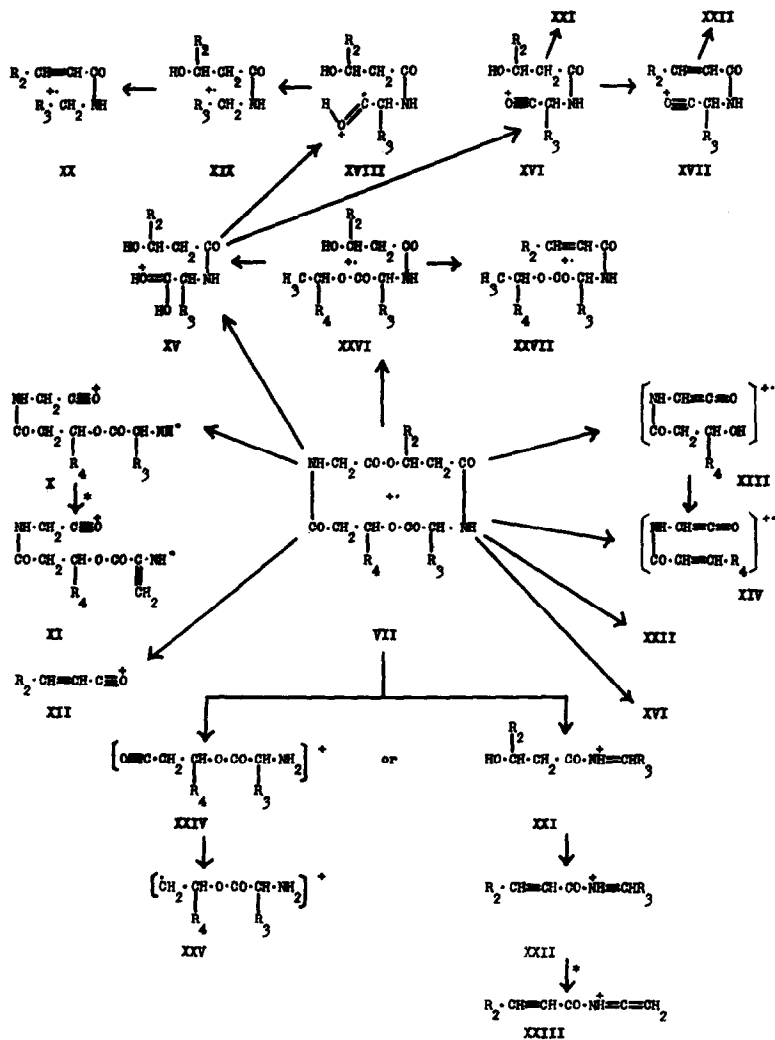 XXI XXII
R2 R2 R2
R2·CH═CH·CO HO·CH·CH2·CO HO·CH·CH2·CO HO·CH·CH2·CO R2·CH═CH·CO
+· +· · + +
R3·CH2·NH R3·CH2·NH H O═C·CH·NH O≡C·CH·NH O≡C·CH·NH
+ R3 R3 R3
XX XIX XVIII XVI XVII
R2 R2
HO·CH·CH2·CO HO·CH·CH2·CO R2·CH═CH·CO
+ +· +·
HO═C·CH·NH H3C·CH·O·CO·CH·NH H3C·CH·O·CO·CH·NH
HO R3 R4 R3 R4 R3
XV XXVI XXVII
NH·CH2·C≡O+ [NH·CH═C═O]+·
CO·CH2·CH·O·CO·CH·NH• CO·CH2·CH·OH
R4 R3 R4
X XIII
*
R2
NH·CH2·CO·O·CH·CH2·CO
+·
CO·CH2·CH·O·CO·CH·NH
R4 R3
VII
NH·CH2·C≡O+ [NH·CH═C═O]+·
CO·CH2·CH·O·CO·C·NH• CO·CH═CH·R4
R4 CH2
XI XIV
XXII
R2·CH═CH·C≡O+
XII XVI
R2
[O≡C·CH2·CH·O·CO·CH·NH2]+ or HO·CH·CH2·CO·NH+═CHR3
R4 R3
XXIV XXI
[ĊH2·CH·O·CO·CH·NH2]+ R2·CH═CH·CO·NH+═CHR3
R4 R3
XXV XXII
*
R2·CH═CH·CO·NH+═C═CH2
XXIII